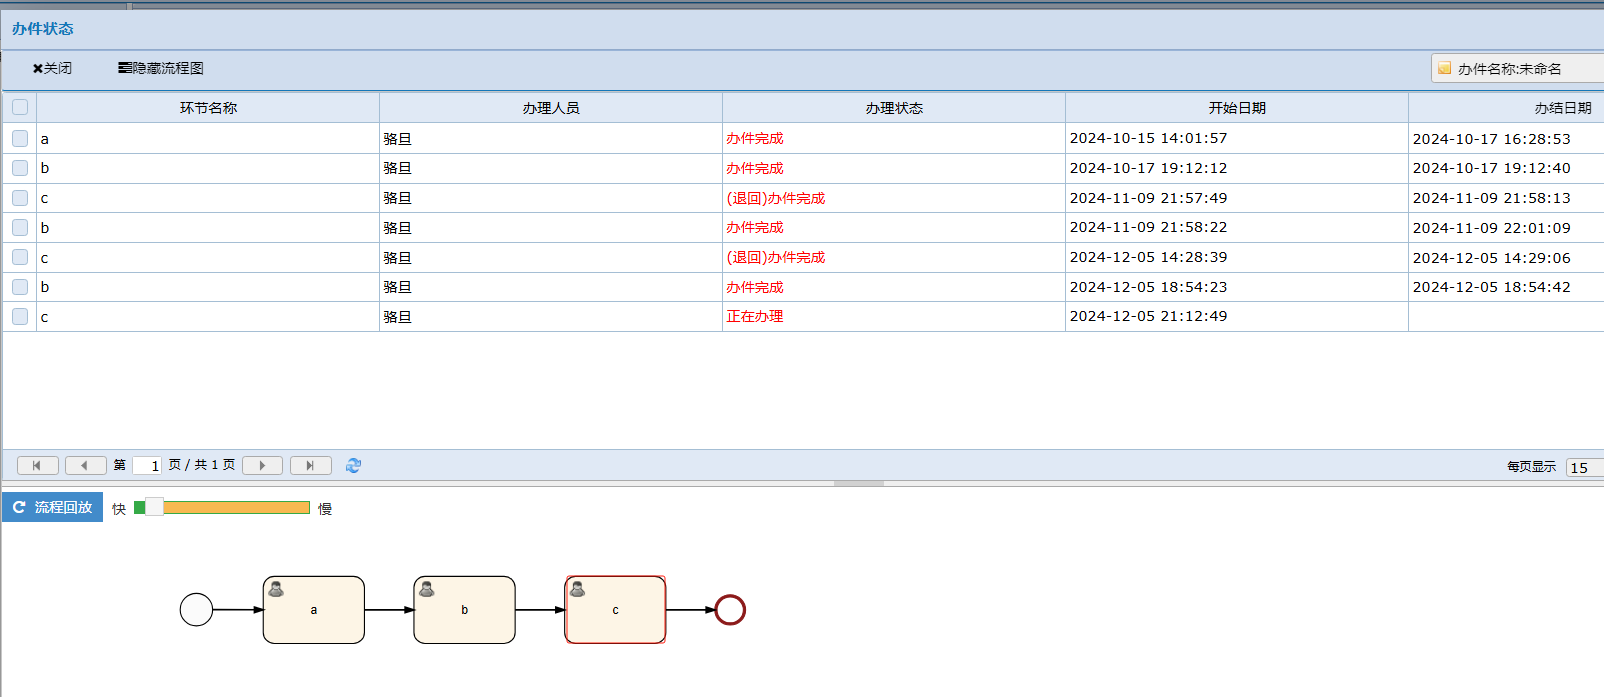 办件状态
✖关闭 隐藏流程图 办件名称:未命名
环节名称 办理人员 办理状态 开始日期 办结日期
a 骆旦 办件完成 2024-10-15 14:01:57 2024-10-17 16:28:53
b 骆旦 办件完成 2024-10-17 19:12:12 2024-10-17 19:12:40
c 骆旦 (退回)办件完成 2024-11-09 21:57:49 2024-11-09 21:58:13
b 骆旦 办件完成 2024-11-09 21:58:22 2024-11-09 22:01:09
c 骆旦 (退回)办件完成 2024-12-05 14:28:39 2024-12-05 14:29:06
b 骆旦 办件完成 2024-12-05 18:54:23 2024-12-05 18:54:42
c 骆旦 正在办理 2024-12-05 21:12:49
第 1 页 / 共 1 页 每页显示 15
流程回放 快 慢
a b c